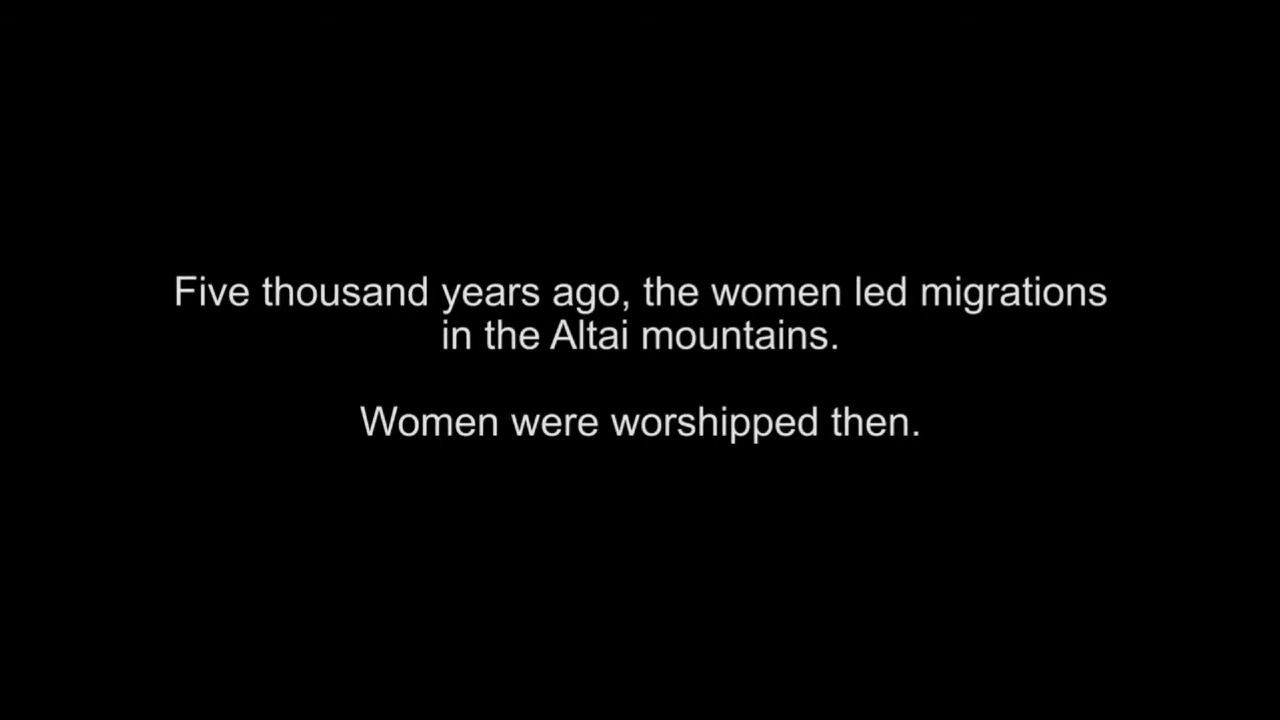 Five thousand years ago, the women led migrations
in the Altai mountains.
Women were worshipped then.